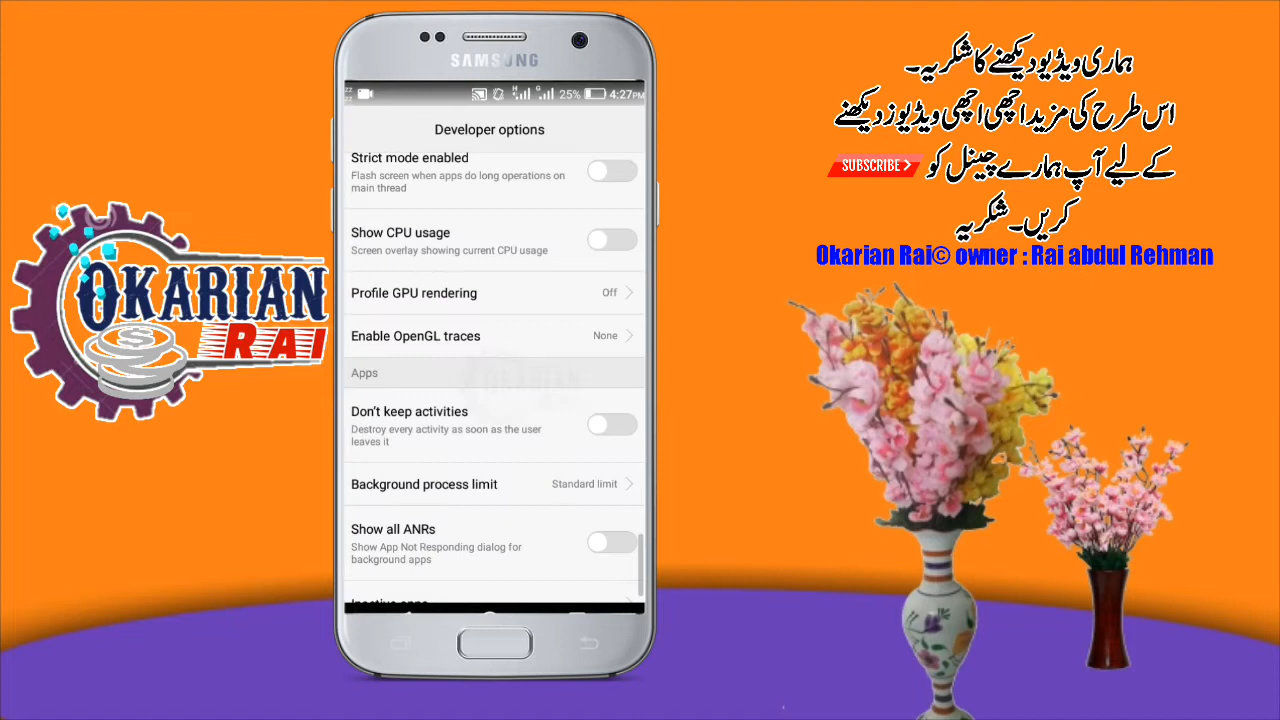 SAMSUNG
25% 4:27PM
Developer options
Strict mode enabled
Flash screen when apps do long operations on
main thread
Show CPU usage
Screen overlay showing current CPU usage
Profile GPU rendering Off
Enable OpenGL traces None
Apps
Don't keep activities
Destroy every activity as soon as the user
leaves it
Background process limit Standard limit
Show all ANRs
Show App Not Responding dialog for
background apps
Inactive apps
OKARIAN
RAI
OKARIAN
ہماری ویڈیو دیکھنے کا شکریہ۔
اس طرح کی مزید اچھی اچھی ویڈیوز دیکھنے
کے لیے آپ ہمارے چینل کو SUBSCRIBE
کریں۔ شکریہ
Okarian Rai© owner : Rai abdul Rehman